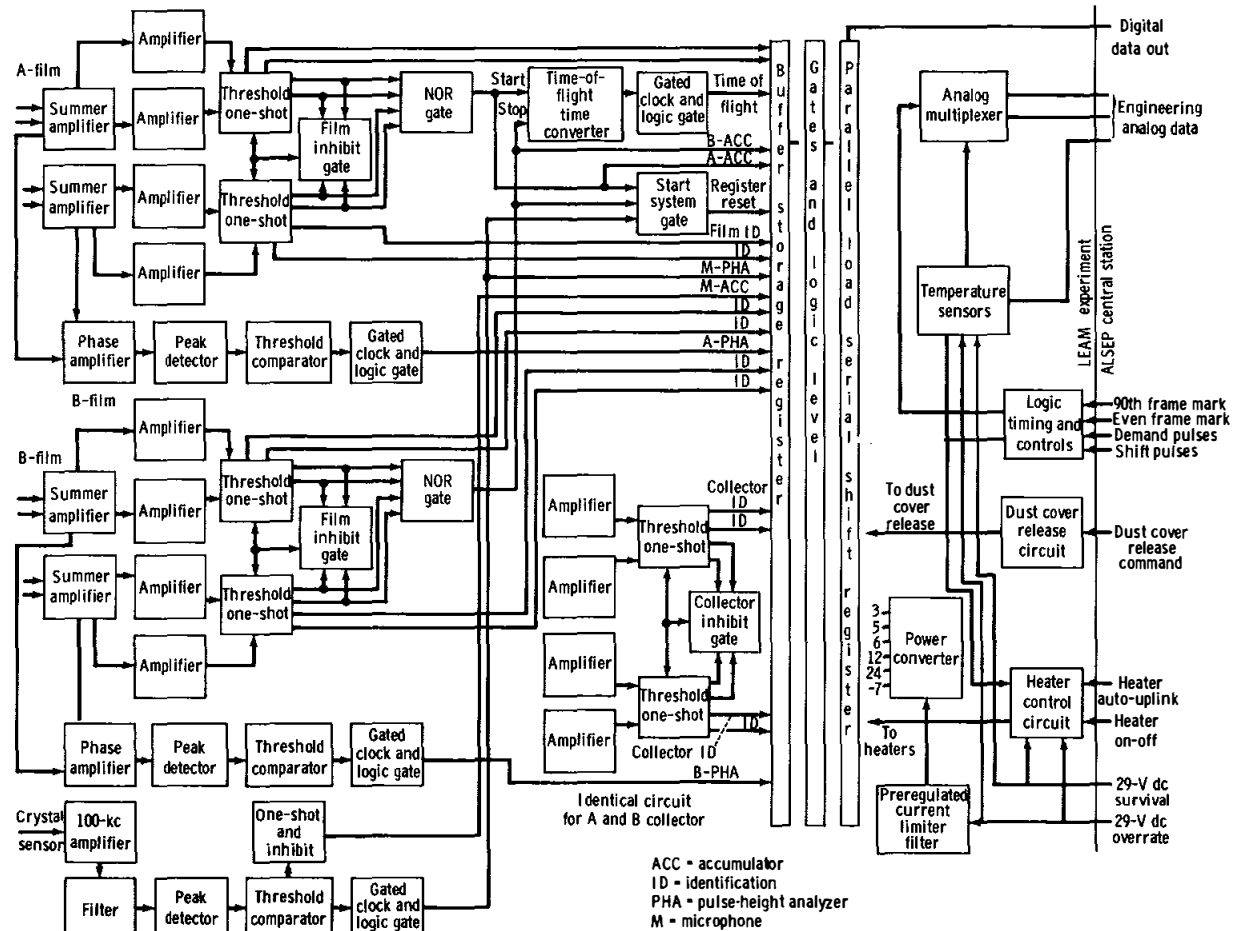 A-film
Summer
amplifier
Amplifier
Amplifier
Threshold
one-shot
Film
inhibit
gate
NOR
gate
Start
Stop
Time-of-
flight
time
converter
Gated
clock and
logic gate
Time of
flight
B-ACC
A-ACC
Start
system
gate
Register
reset
Summer
amplifier
Amplifier
Amplifier
Threshold
one-shot
Film ID
ID
M-PHA
M-ACC
ID
ID
A-PHA
ID
ID
Phase
amplifier
Peak
detector
Threshold
comparator
Gated
clock and
logic gate
B-film
B-film
Summer
amplifier
Amplifier
Amplifier
Threshold
one-shot
Film
inhibit
gate
NOR
gate
Summer
amplifier
Amplifier
Amplifier
Threshold
one-shot
Phase
amplifier
Peak
detector
Threshold
comparator
Gated
clock and
logic gate
B-PHA
Crystal
sensor
100-kc
amplifier
One-shot
and
inhibit
Filter
Peak
detector
Threshold
comparator
Gated
clock and
logic gate
Amplifier
Amplifier
Threshold
one-shot
Collector
ID
ID
Collector
inhibit
gate
Amplifier
Amplifier
Threshold
one-shot
ID
Collector ID
Identical circuit
for A and B collector
Buffer storage register
Gates and logic level
Parallel load serial shift register
Digital
data out
Analog
multiplexer
Engineering
analog data
Temperature
sensors
LEAM experiment
ALSEP central station
Logic
timing and
controls
90th frame mark
Even frame mark
Demand pulses
Shift pulses
To dust
cover
release
Dust cover
release
circuit
Dust cover
release
command
3
5
6
12
24
-7
Power
converter
Heater
control
circuit
Heater
auto-uplink
Heater
on-off
To
heaters
29-V dc
survival
29-V dc
overrate
Preregulated
current
limiter
filter
ACC = accumulator
ID = identification
PHA = pulse-height analyzer
M = microphone